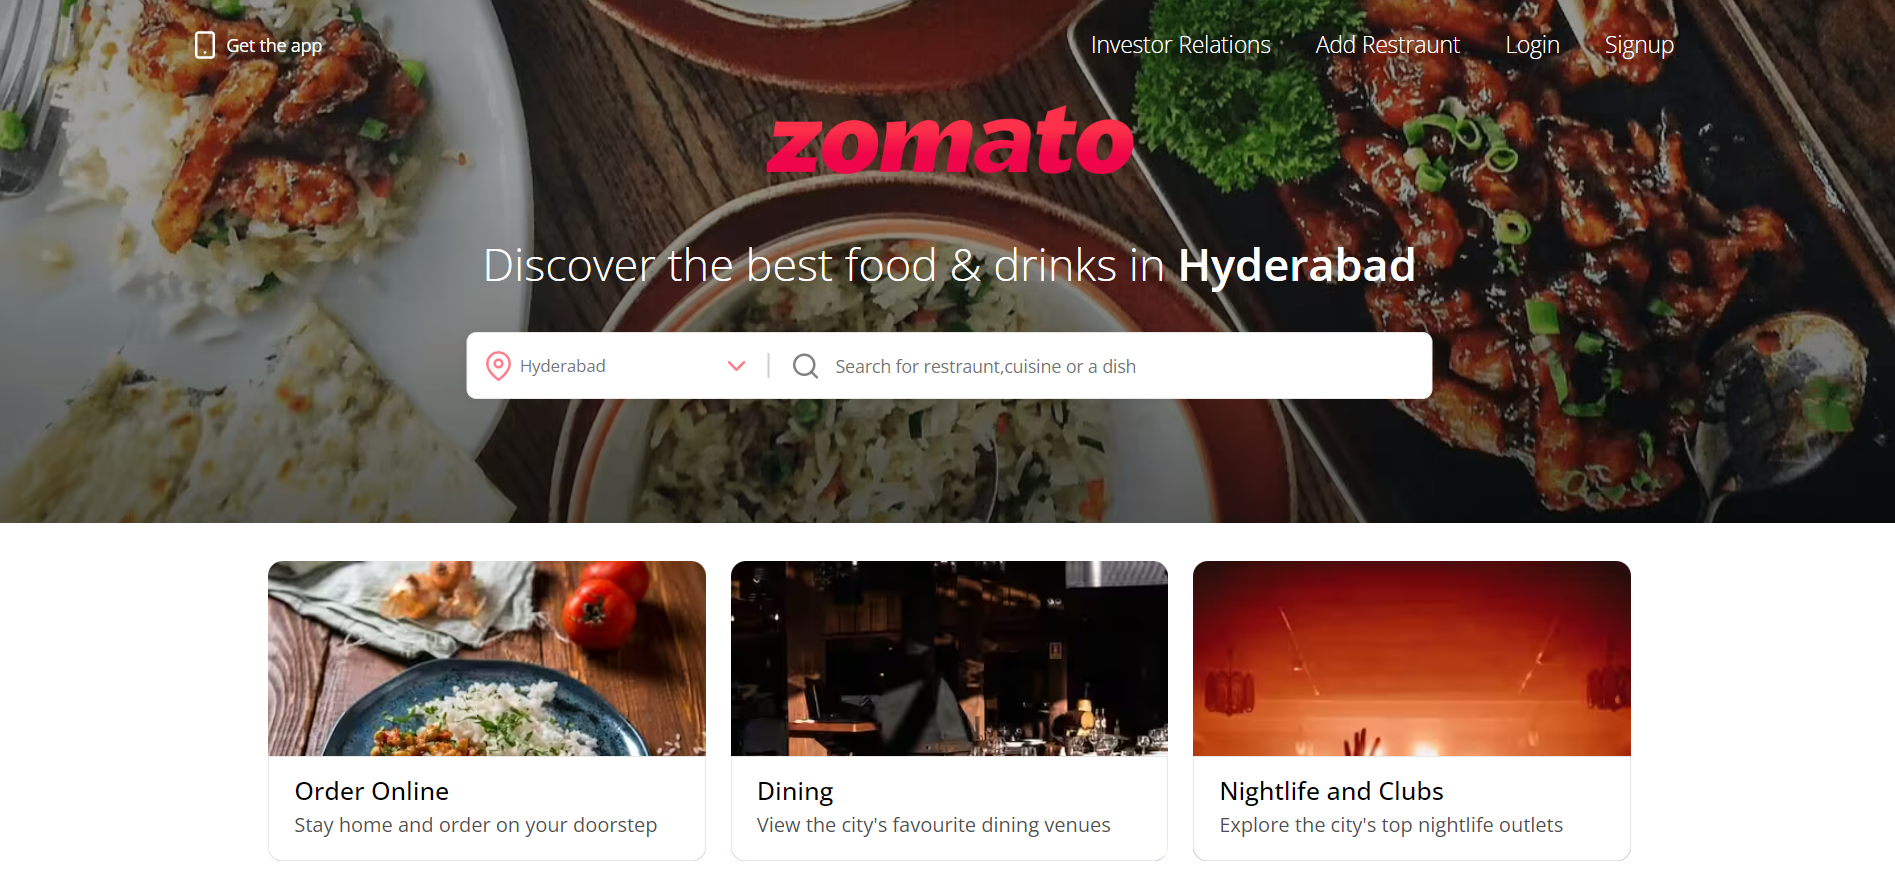 Get the app
Investor Relations
Add Restraunt
Login
Signup
zomato
Discover the best food & drinks in Hyderabad
Hyderabad
Search for restraunt,cuisine or a dish
Order Online
Stay home and order on your doorstep
Dining
View the city's favourite dining venues
Nightlife and Clubs
Explore the city's top nightlife outlets